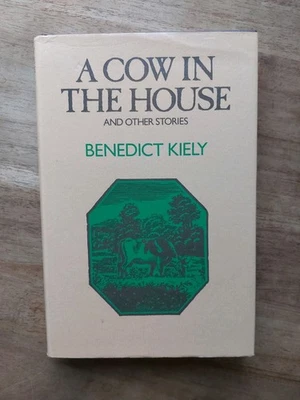 A COW IN
THE HOUSE
AND OTHER STORIES
BENEDICT KIELY